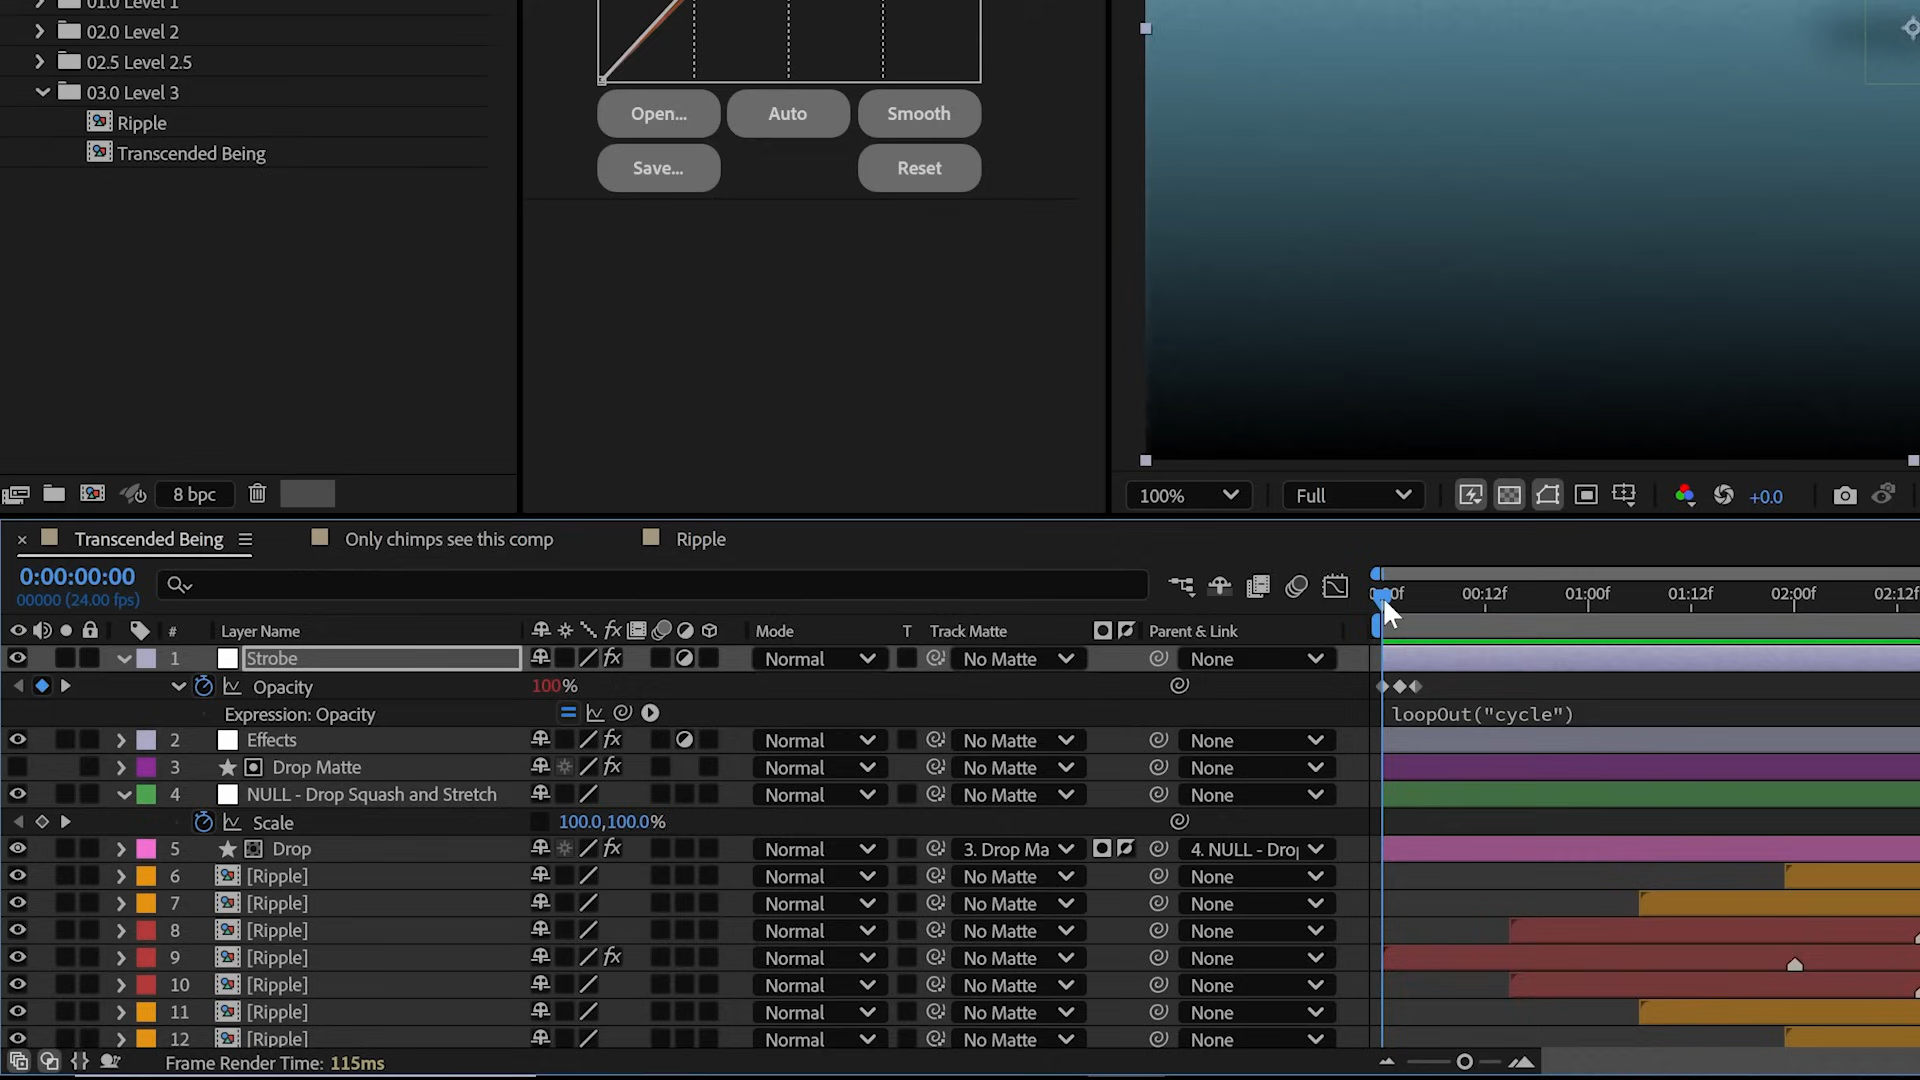 01.0 Level 1
02.0 Level 2
02.5 Level 2.5
03.0 Level 3
Ripple
Transcended Being
Open...
Auto
Smooth
Save...
Reset
8 bpc
100%
Full
+0.0
Transcended Being
Only chimps see this comp
Ripple
0:00:00:00
00000 (24.00 fps)
00f 00:12f 01:00f 01:12f 02:00f 02:12f
# Layer Name fx Mode T Track Matte Parent & Link
1 Strobe fx Normal No Matte None
Opacity 100%
Expression: Opacity loopOut("cycle")
2 Effects fx Normal No Matte None
3 Drop Matte fx Normal No Matte None
4 NULL - Drop Squash and Stretch Normal No Matte None
Scale 100.0,100.0%
5 Drop fx Normal 3. Drop Ma 4. NULL - Dro
6 [Ripple] Normal No Matte None
7 [Ripple] Normal No Matte None
8 [Ripple] Normal No Matte None
9 [Ripple] fx Normal No Matte None
10 [Ripple] Normal No Matte None
11 [Ripple] Normal No Matte None
12 [Ripple] Normal No Matte None
Frame Render Time: 115ms